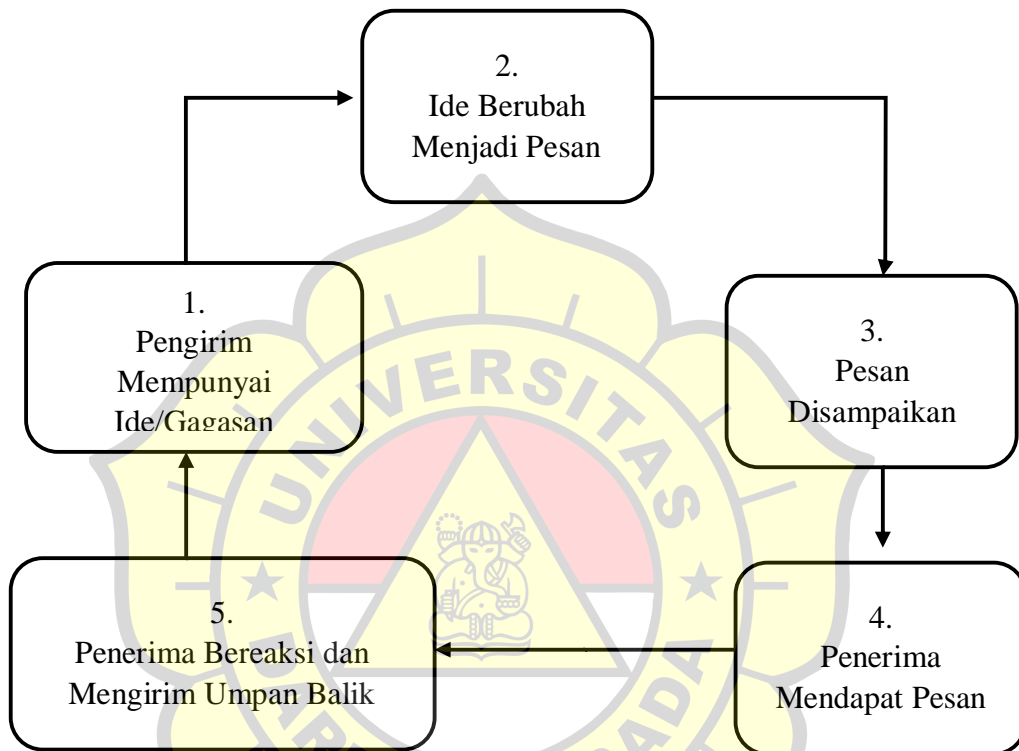 1.
Pengirim
Mempunyai
Ide/Gagasan
2.
Ide Berubah
Menjadi Pesan
3.
Pesan
Disampaikan
4.
Penerima
Mendapat Pesan
5.
Penerima Bereaksi dan
Mengirim Umpan Balik
UNIVERSITAS